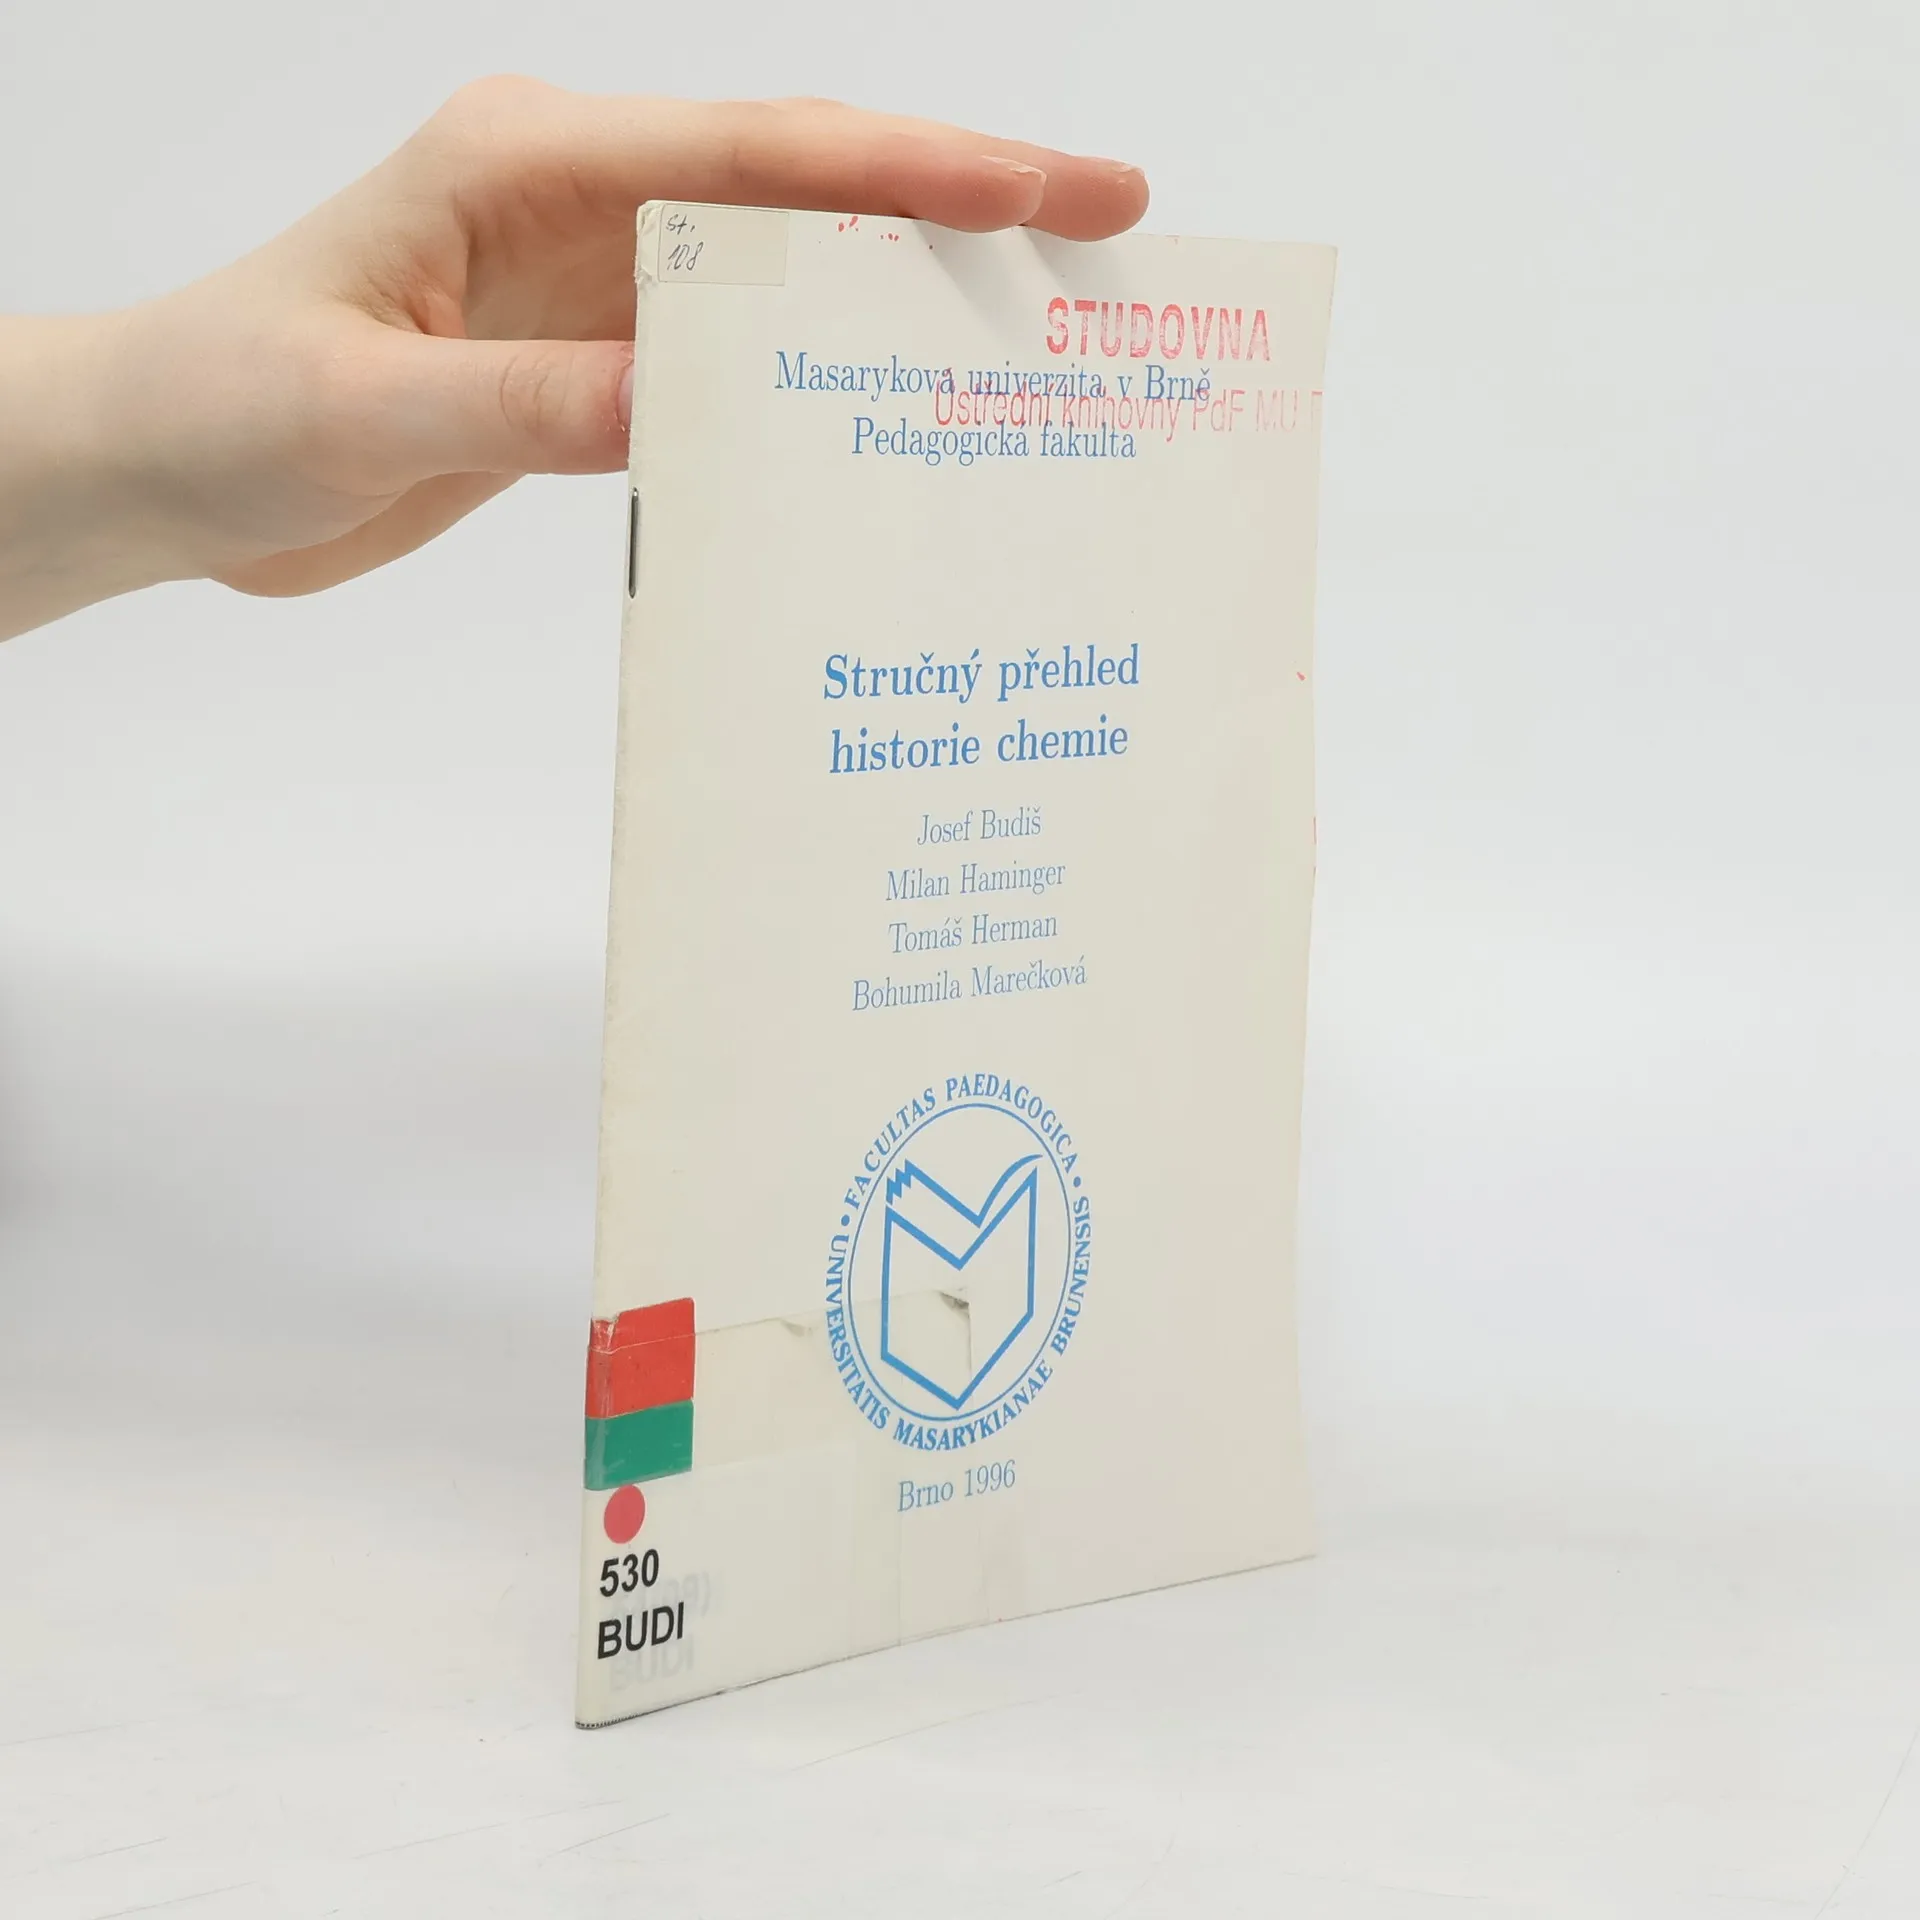 st.
108
STUDOVNA
Masarykova univerzita v Brně
Ústřední knihovny PdF MU
Pedagogická fakulta
Stručný přehled
historie chemie
Josef Budiš
Milan Haminger
Tomáš Herman
Bohumila Marečková
• FACULTAS PAEDAGOGICA • UNIVERSITATIS MASARYKIANAE BRUNENSIS
Brno 1996
530
BUDI